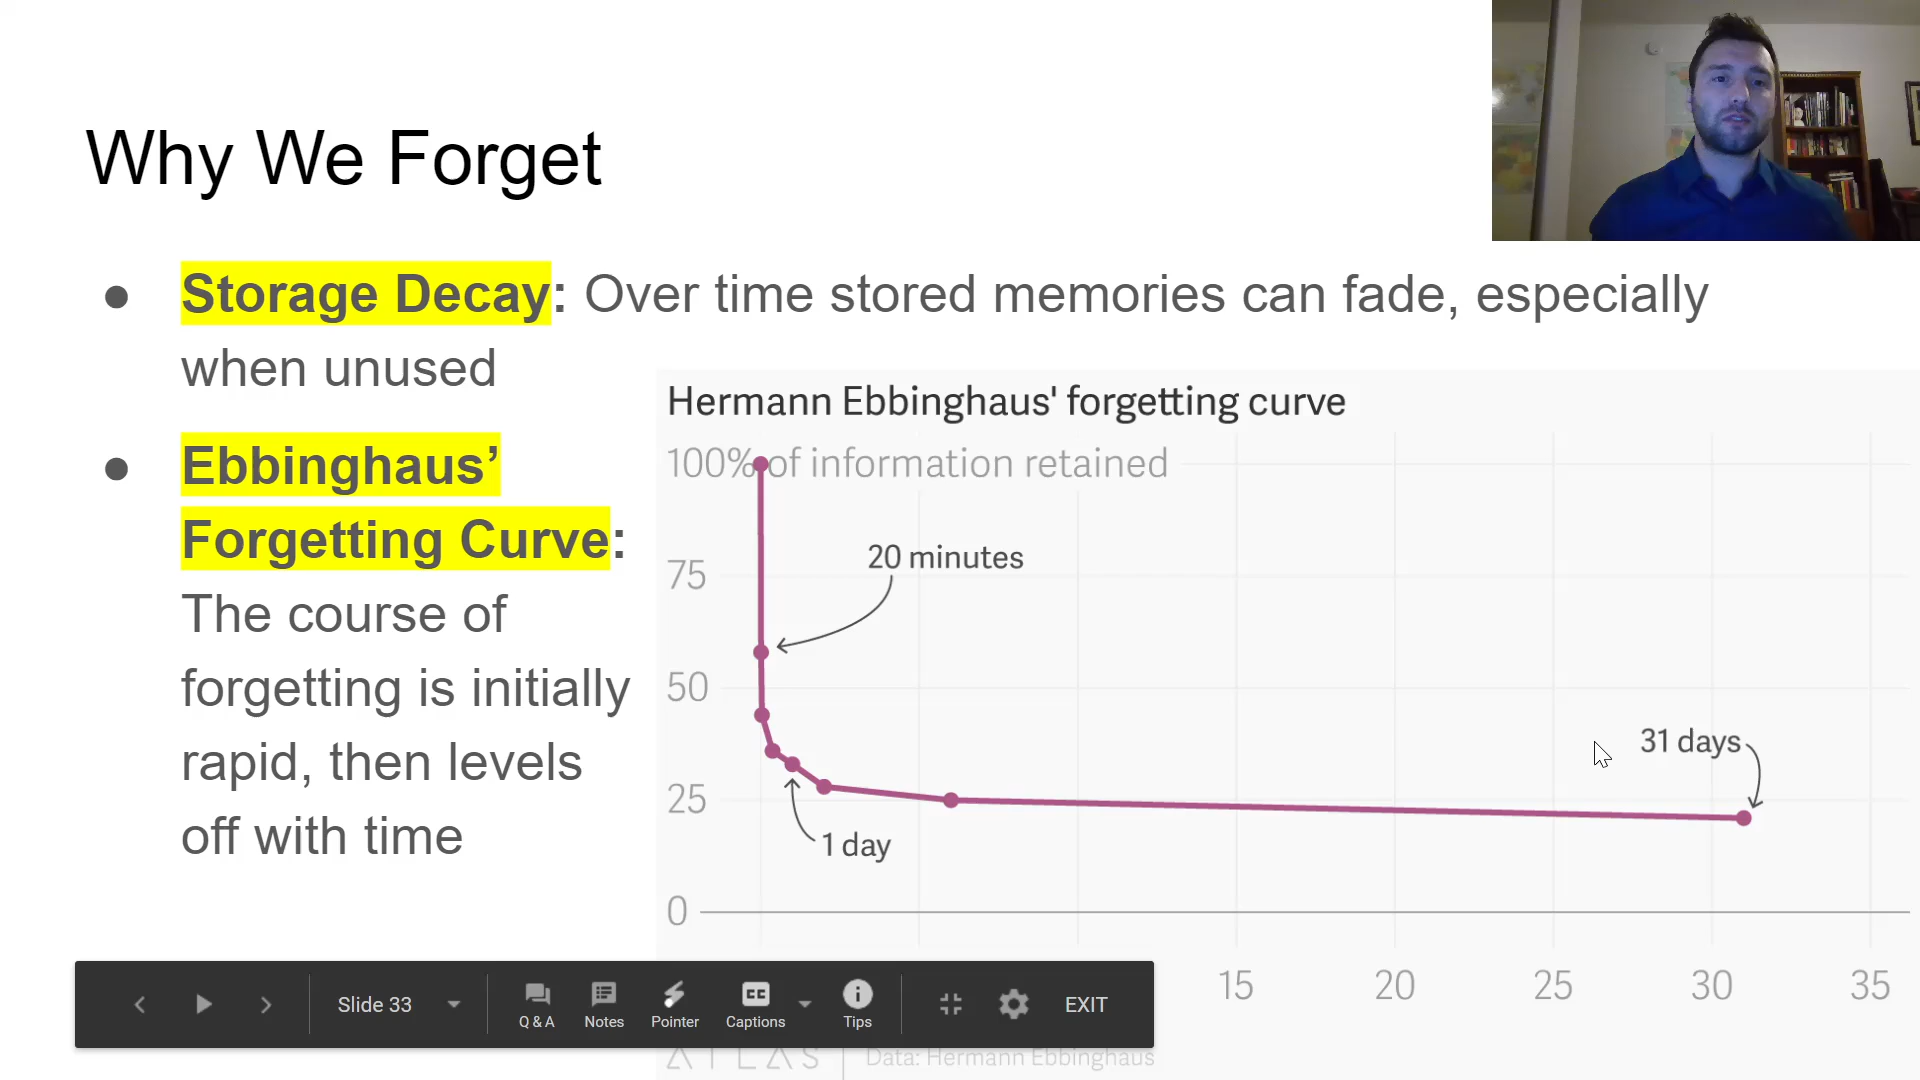 Why We Forget
● Storage Decay: Over time stored memories can fade, especially
when unused
● Ebbinghaus’
Forgetting Curve:
The course of
forgetting is initially
rapid, then levels
off with time
Hermann Ebbinghaus' forgetting curve
100% of information retained
20 minutes
75
50
31 days
25
1 day
0
15 20 25 30 35
Slide 33
Q & A Notes Pointer CC Captions Tips EXIT
ATLAS Data: Hermann Ebbinghaus